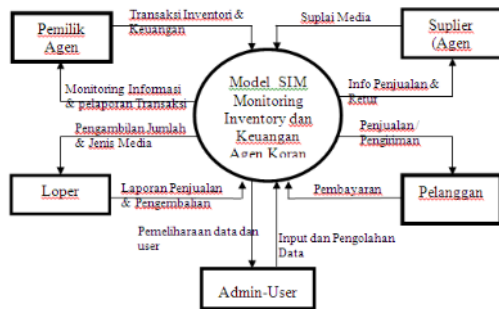 Pemilik
Agen
Transaksi Inventori &
Keuangan
Suplai Media
Suplier
(Agen
Model SIM
Monitoring
Inventory dan
Keuangan
Agen Koran
Monitoring Informasi
& pelaporan Transaksi
Info Penjualan &
Retur
Pengambilan Jumlah
& Jenis Media
Penjualan/
Pengiriman
Loper
Laporan Penjualan
& Pengembalian
Pembayaran
Pelanggan
Pemeliharaan data dan
user
Input dan Pengolahan
Data
Admin-User